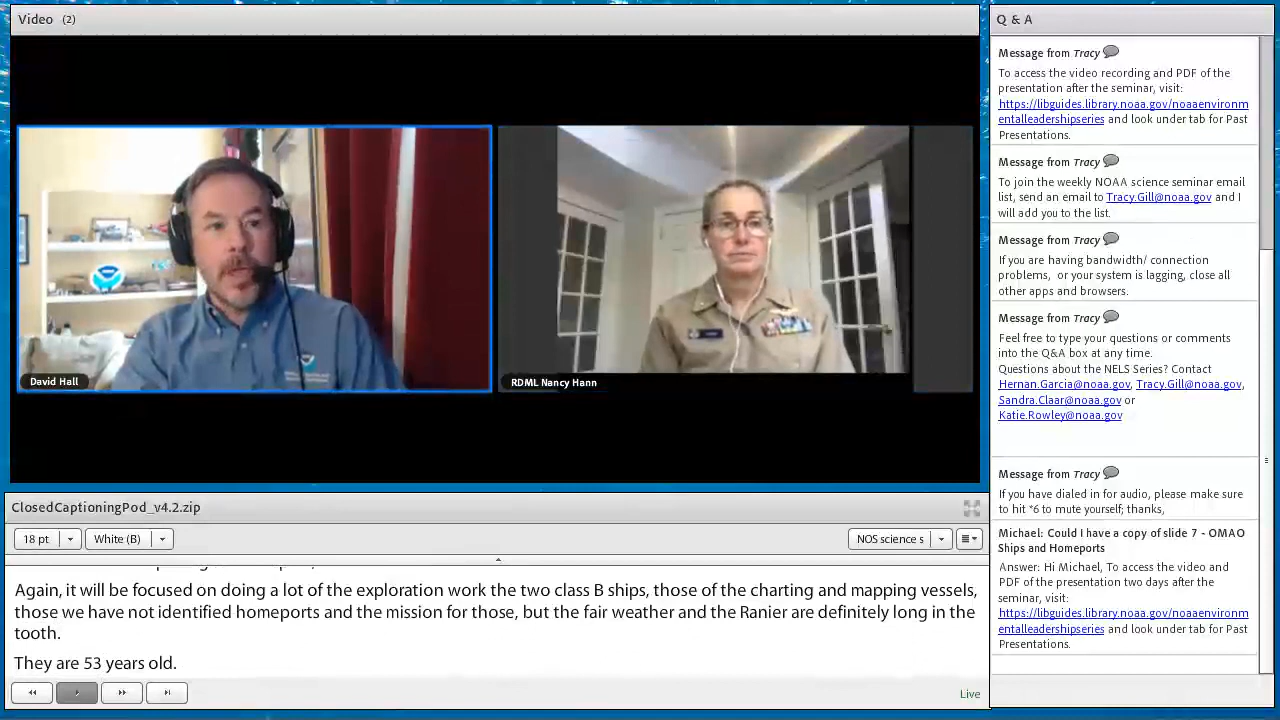 Video (2)
David Hall
RDML Nancy Hann
ClosedCaptioningPod_v4.2.zip
18 pt
White (B)
NOS science s
Again, it will be focused on doing a lot of the exploration work the two class B ships, those of the charting and mapping vessels,
those we have not identified homeports and the mission for those, but the fair weather and the Ranier are definitely long in the
tooth.
They are 53 years old.
Live
Q & A
Message from Tracy
To access the video recording and PDF of the
presentation after the seminar, visit:
https://libguides.library.noaa.gov/noaaenvironm
entalleadershipseries and look under tab for Past
Presentations.
Message from Tracy
To join the weekly NOAA science seminar email
list, send an email to Tracy.Gill@noaa.gov and I
will add you to the list.
Message from Tracy
If you are having bandwidth/ connection
problems, or your system is lagging, close all
other apps and browsers.
Message from Tracy
Feel free to type your questions or comments
into the Q&A box at any time.
Questions about the NELS Series? Contact
Hernan.Garcia@noaa.gov, Tracy.Gill@noaa.gov,
Sandra.Claar@noaa.gov or
Katie.Rowley@noaa.gov
Message from Tracy
If you have dialed in for audio, please make sure
to hit *6 to mute yourself; thanks,
Michael: Could I have a copy of slide 7 - OMAO
Ships and Homeports
Answer: Hi Michael, To access the video and
PDF of the presentation two days after the
seminar, visit:
https://libguides.library.noaa.gov/noaaenvironm
entalleadershipseries and look under tab for Past
Presentations.